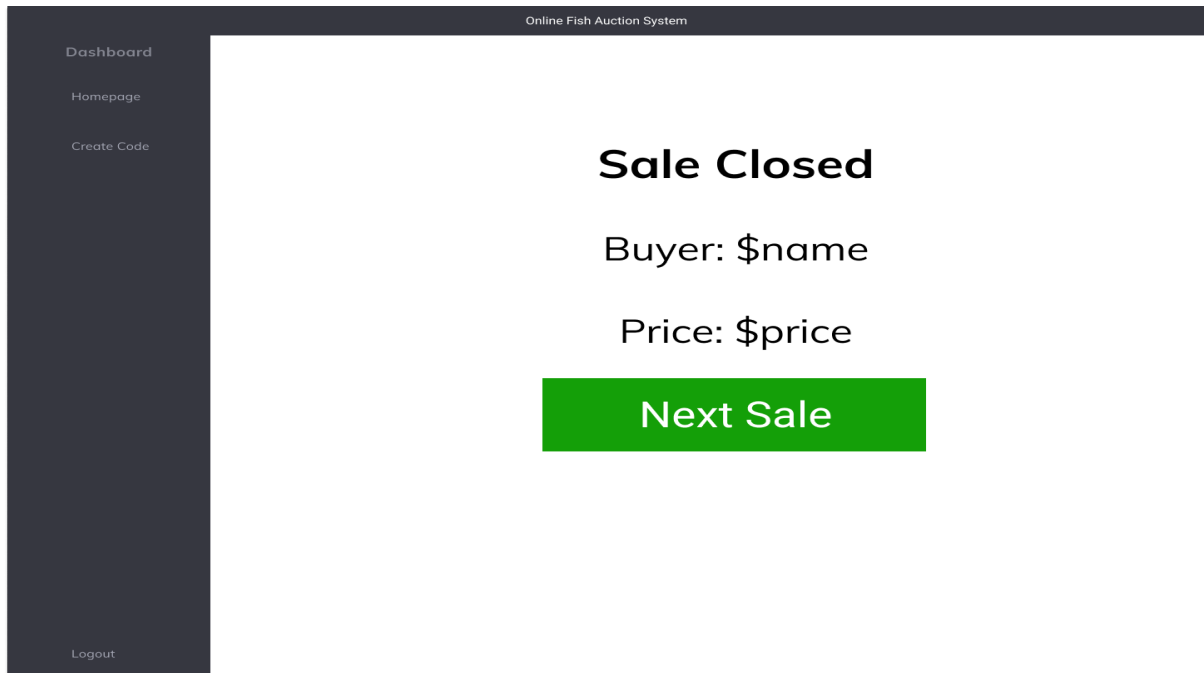 Online Fish Auction System
Dashboard
Homepage
Create Code
Sale Closed
Buyer: $name
Price: $price
Next Sale
Logout